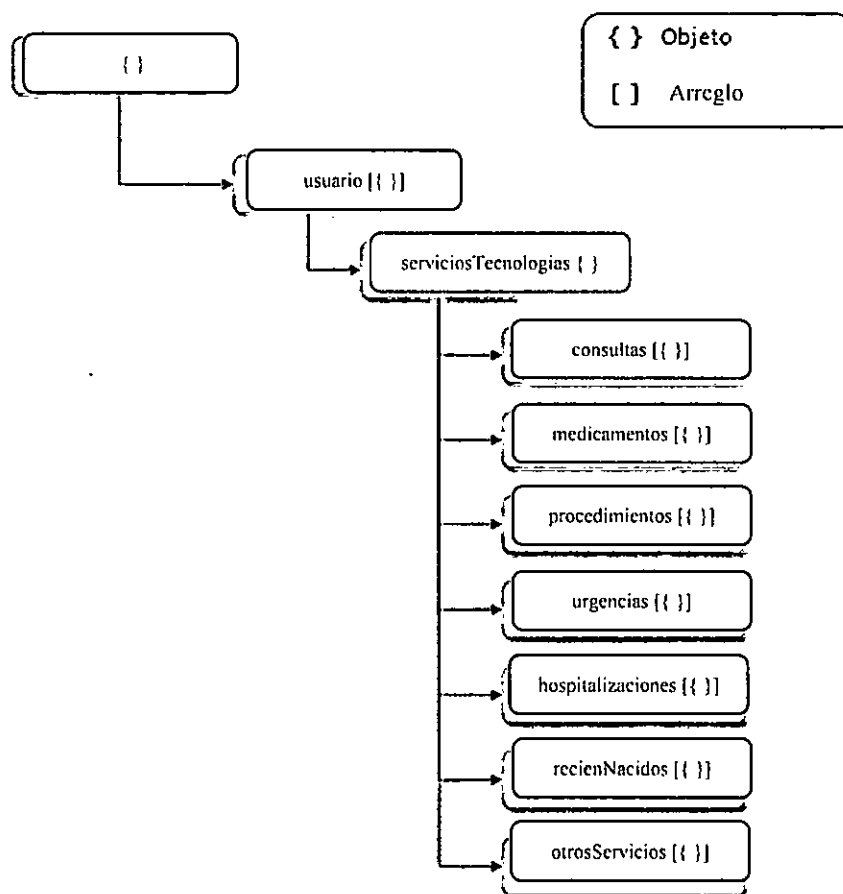 { } Objeto
[ ] Arreglo
{ }
usuario [{ }]
serviciosTecnologias { }
consultas [{ }]
medicamentos [{ }]
procedimientos [{ }]
urgencias [{ }]
hospitalizaciones [{ }]
recienNacidos [{ }]
otrosServicios [{ }]